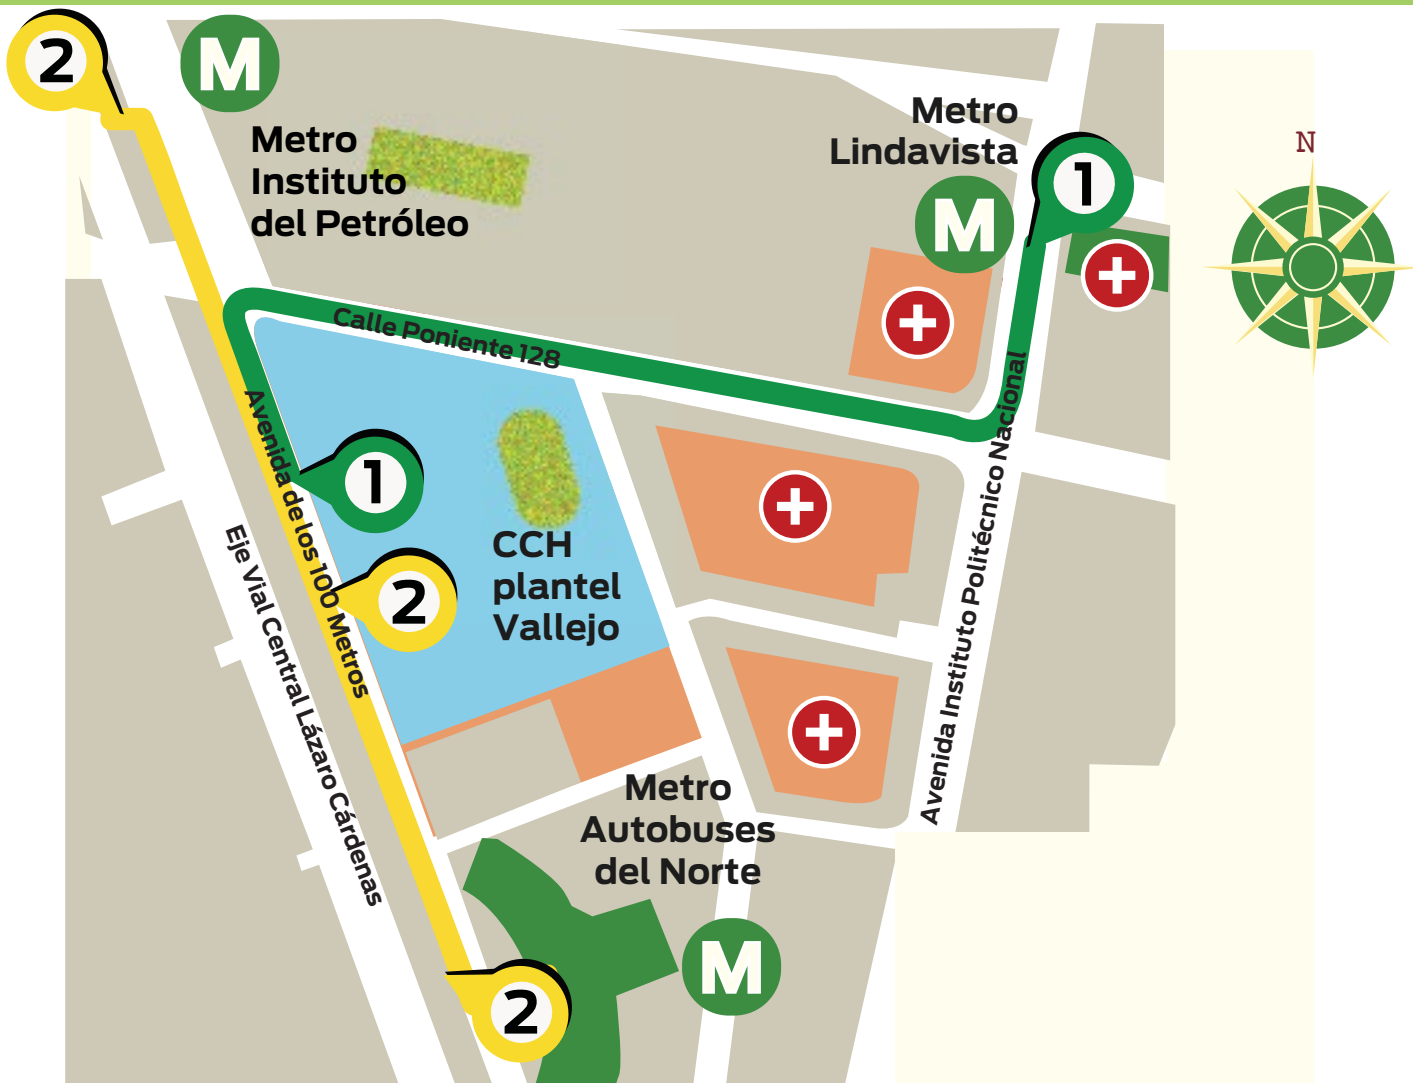 2
M
Metro
Instituto
del Petróleo
Metro
Lindavista
M
1
N
Calle Poniente 128
Avenida de los 100 Metros
1
2
CCH
plantel
Vallejo
Eje Vial Central Lázaro Cárdenas
Avenida Instituto Politécnico Nacional
Metro
Autobuses
del Norte
M
2